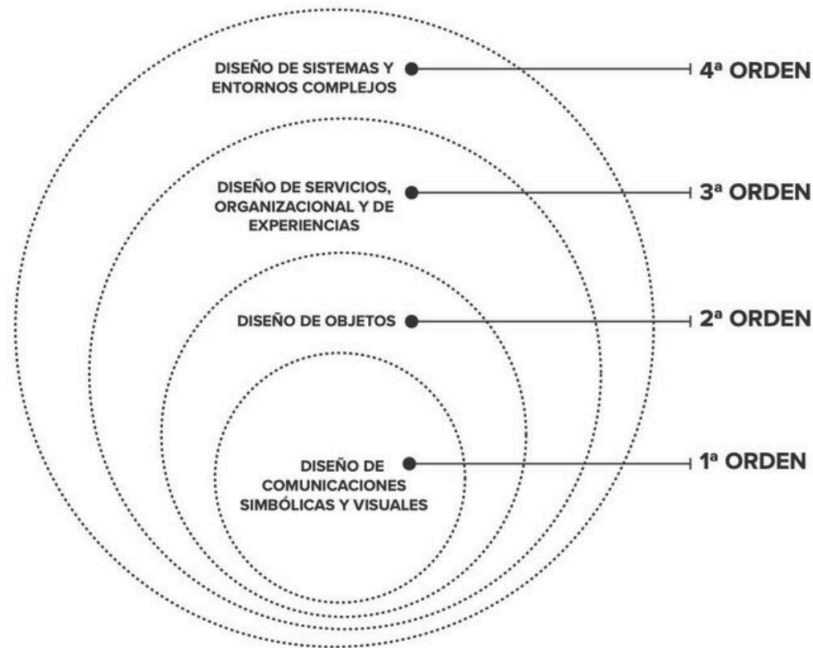 DISEÑO DE SISTEMAS Y
ENTORNOS COMPLEJOS
4ª ORDEN
DISEÑO DE SERVICIOS,
ORGANIZACIONAL Y DE
EXPERIENCIAS
3ª ORDEN
DISEÑO DE OBJETOS
2ª ORDEN
DISEÑO DE
COMUNICACIONES
SIMBÓLICAS Y VISUALES
1ª ORDEN